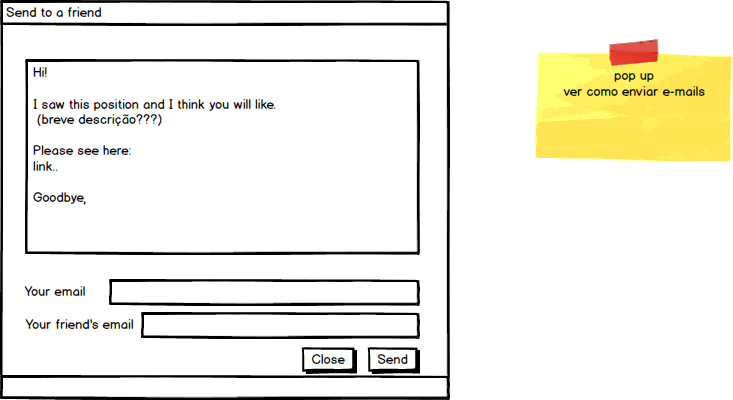 Send to a friend
Hi!
I saw this position and I think you will like.
(breve descrição???)
Please see here:
link..
Goodbye,
Your email
Your friend's email
Close
Send
pop up
ver como enviar e-mails